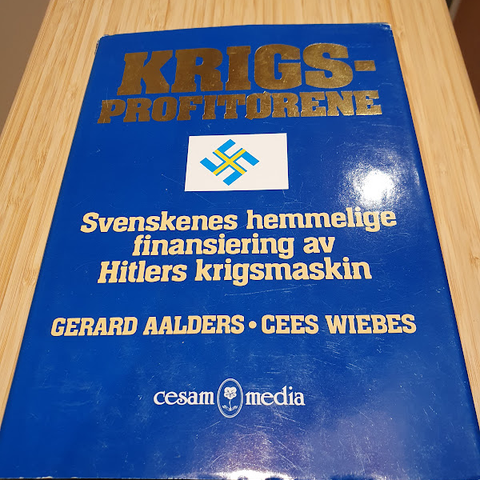 KRIGS-
PROFITØRENE
Svenskenes hemmelige
finansiering av
Hitlers krigsmaskin
GERARD AALDERS • CEES WIEBES
cesam media